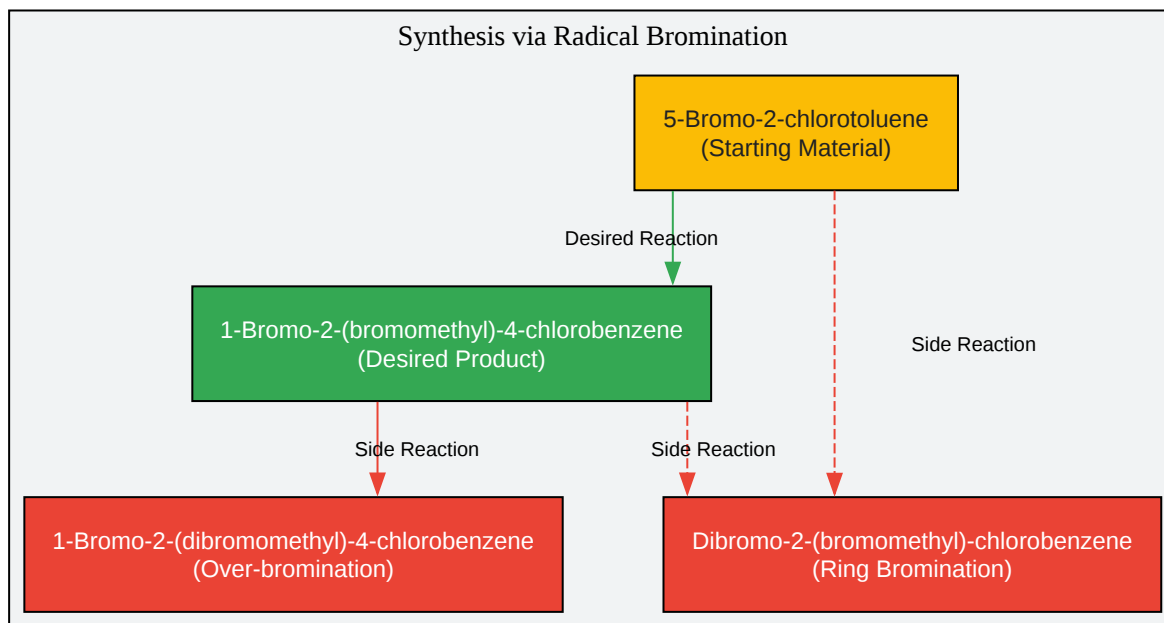 Synthesis via Radical Bromination
5-Bromo-2-chlorotoluene
(Starting Material)
Desired Reaction
1-Bromo-2-(bromomethyl)-4-chlorobenzene
(Desired Product)
Side Reaction
Side Reaction
Side Reaction
1-Bromo-2-(dibromomethyl)-4-chlorobenzene
(Over-bromination)
Dibromo-2-(bromomethyl)-chlorobenzene
(Ring Bromination)